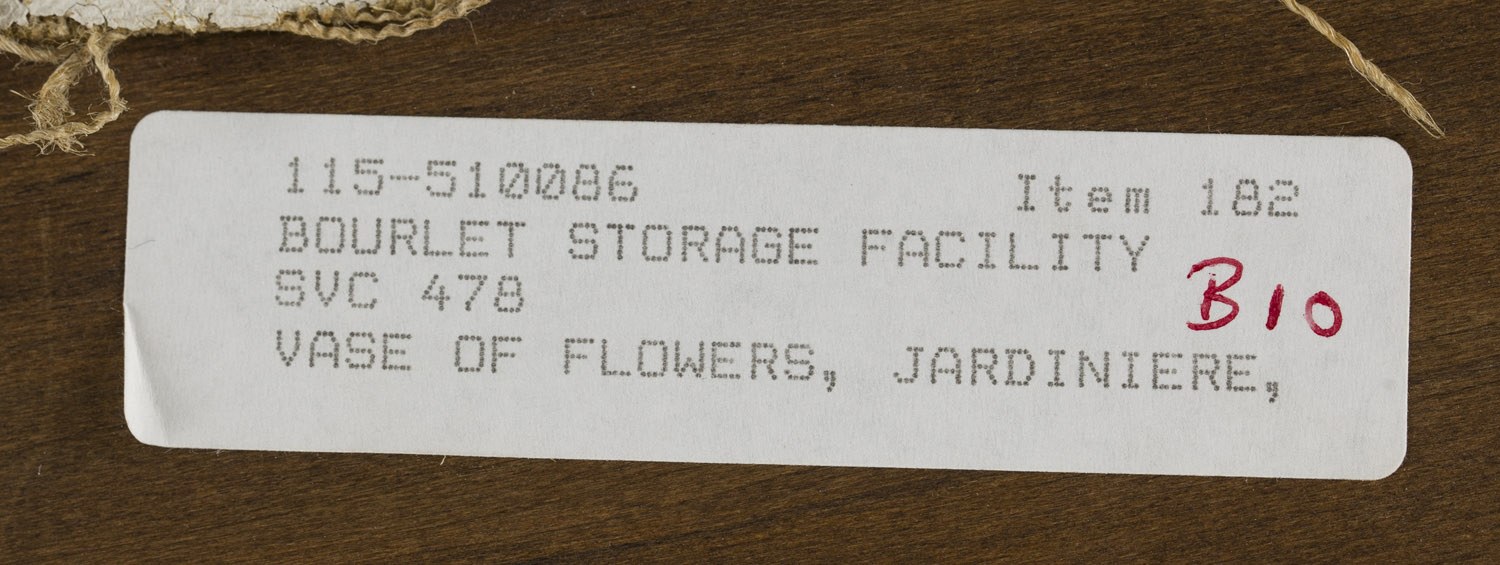 115-510086 Item 182
BOURLET STORAGE FACILITY
SVC 478
B10
VASE OF FLOWERS, JARDINIERE,